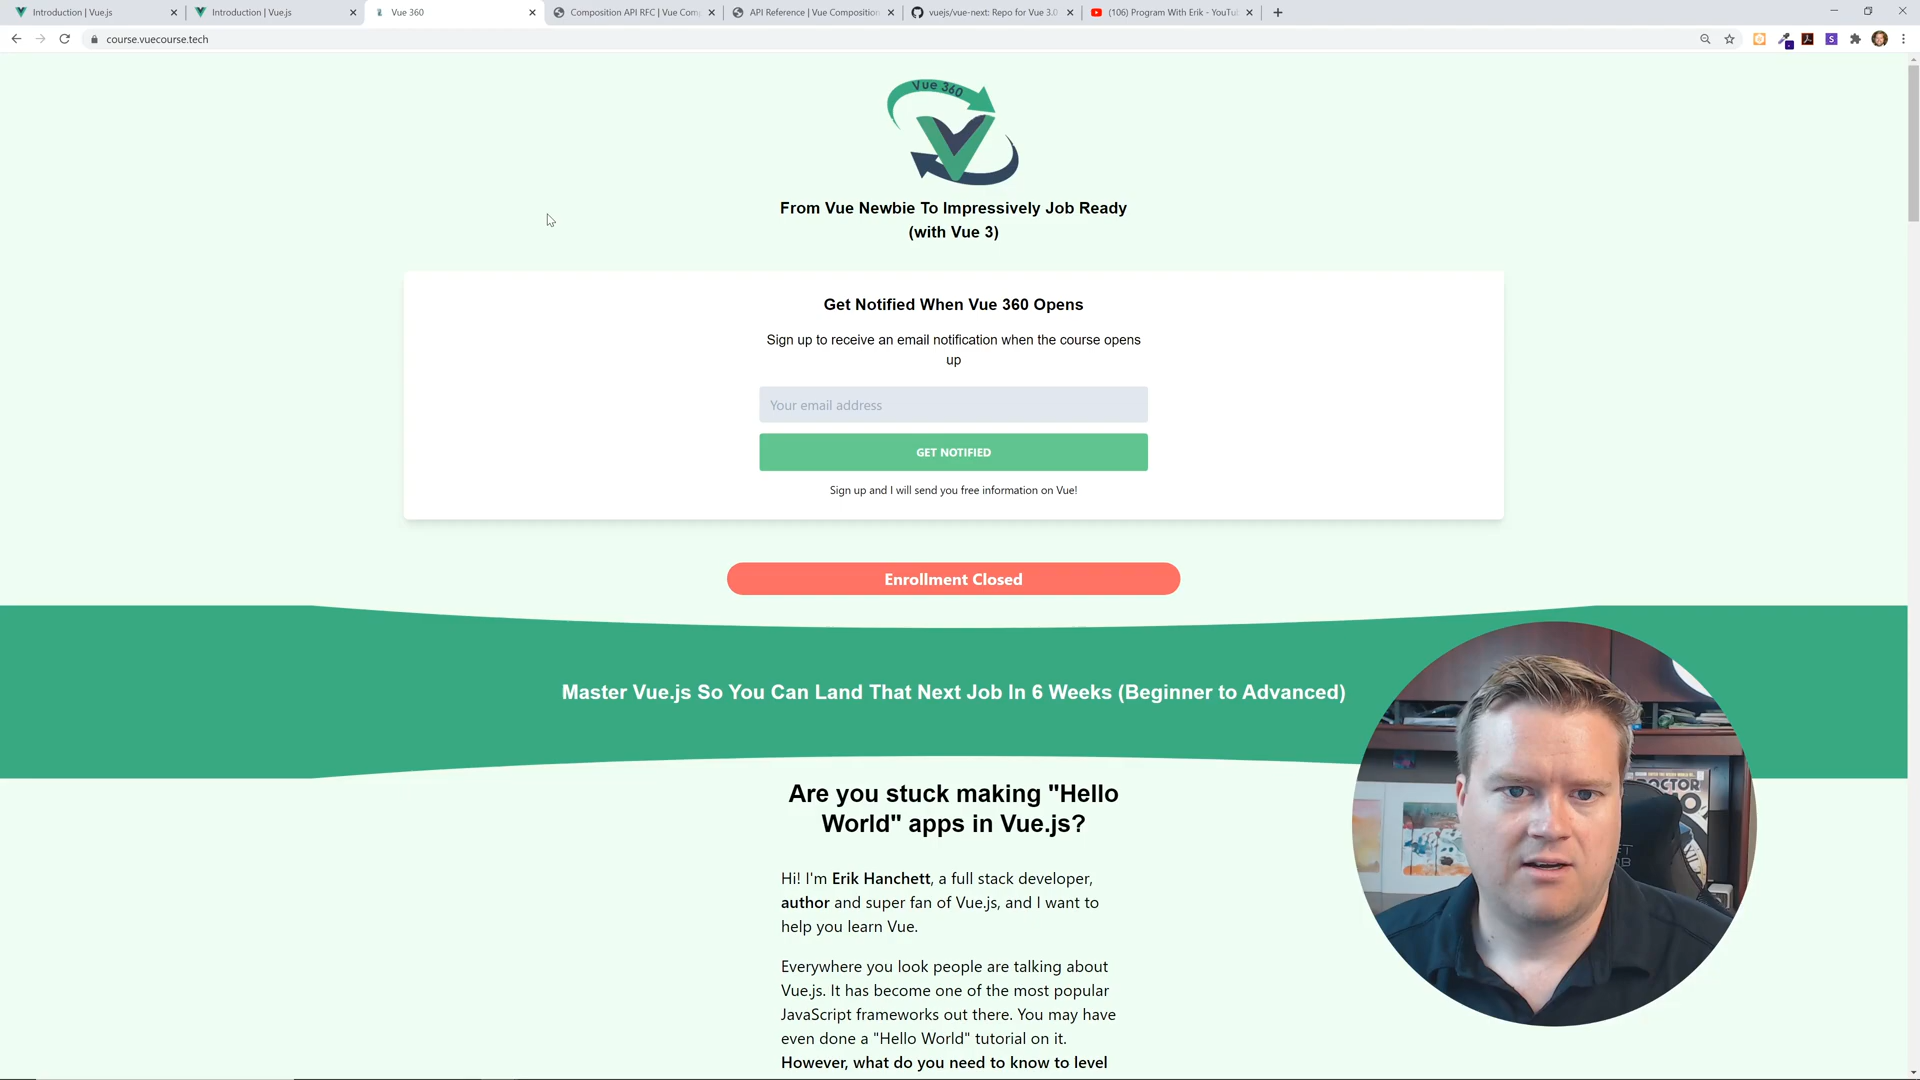 Introduction | Vue.js
Introduction | Vue.js
Vue 360
Composition API RFC | Vue Comp
API Reference | Vue Composition
vuejs/vue-next: Repo for Vue 3.0
(106) Program With Erik - YouTu
course.vuecourse.tech
Vue 360
From Vue Newbie To Impressively Job Ready
(with Vue 3)
Get Notified When Vue 360 Opens
Sign up to receive an email notification when the course opens
up
Your email address
GET NOTIFIED
Sign up and I will send you free information on Vue!
Enrollment Closed
Master Vue.js So You Can Land That Next Job In 6 Weeks (Beginner to Advanced)
Are you stuck making "Hello
World" apps in Vue.js?
Hi! I'm Erik Hanchett, a full stack developer,
author and super fan of Vue.js, and I want to
help you learn Vue.
Everywhere you look people are talking about
Vue.js. It has become one of the most popular
JavaScript frameworks out there. You may have
even done a "Hello World" tutorial on it.
However, what do you need to know to level
DOCTOR